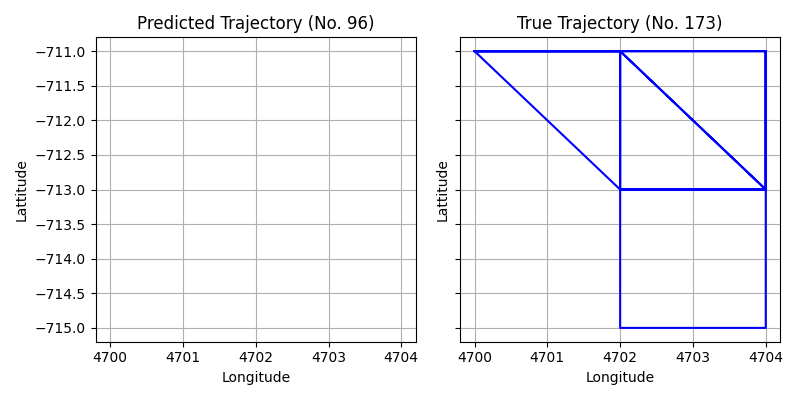 Predicted Trajectory (No. 96)
−711.0
−711.5
−712.0
−712.5
−713.0
−713.5
−714.0
−714.5
−715.0
Lattitude
4700 4701 4702 4703 4704
Longitude
True Trajectory (No. 173)
Lattitude
4700 4701 4702 4703 4704
Longitude